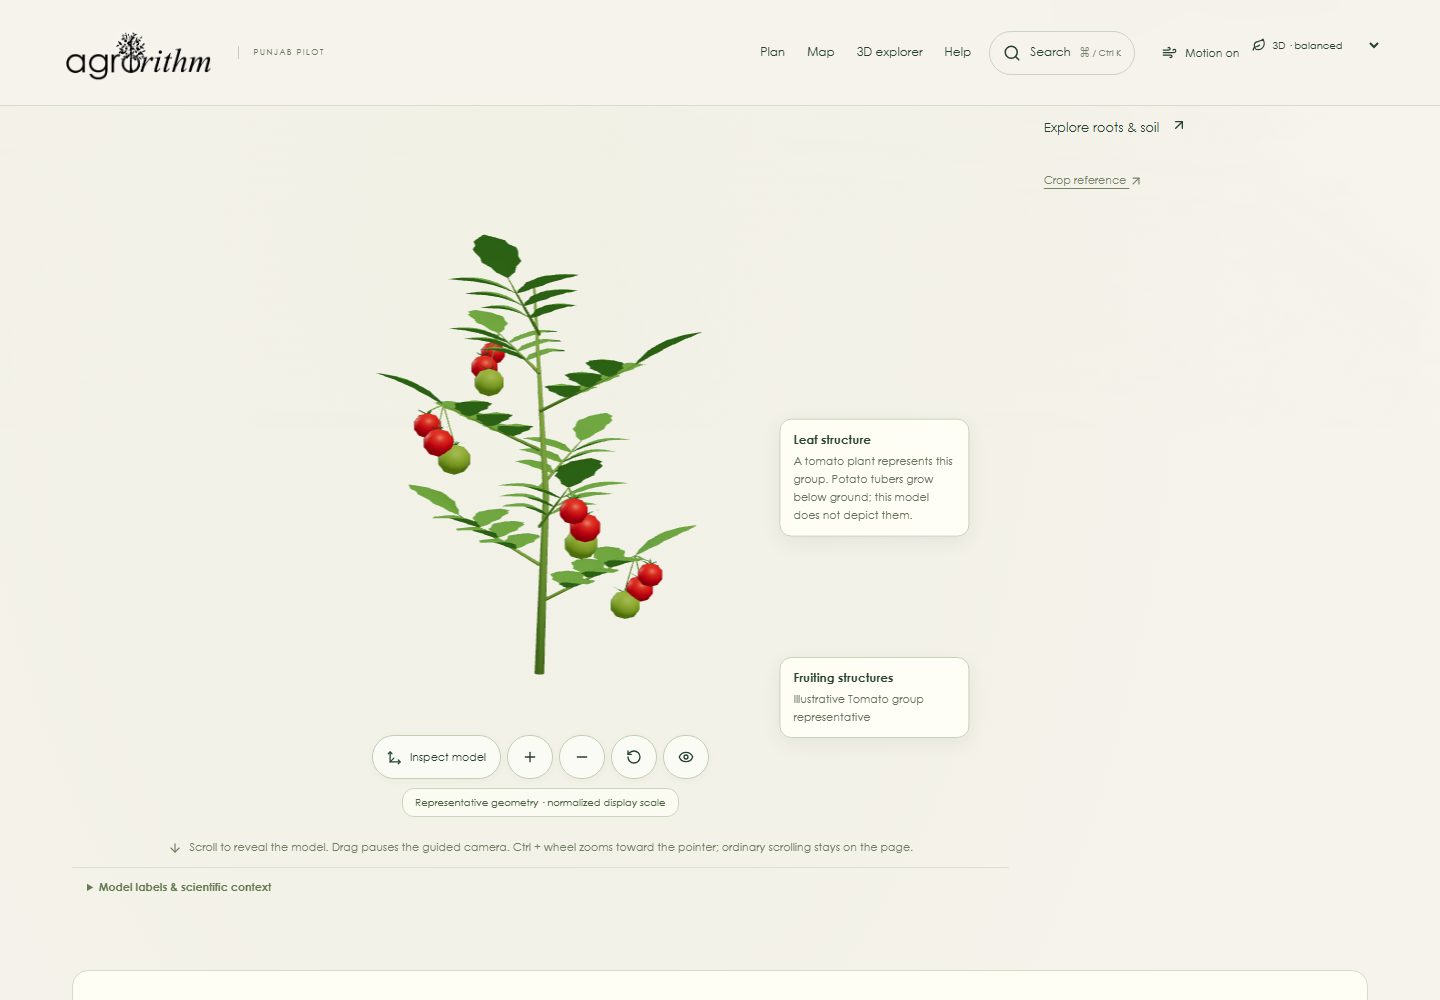 agrorithm
PUNJAB PILOT
Plan
Map
3D explorer
Help
Search ⌘ / Ctrl K
Motion on
3D · balanced
Explore roots & soil
Crop reference
Leaf structure
A tomato plant represents this
group. Potato tubers grow
below ground; this model
does not depict them.
Fruiting structures
Illustrative Tomato group
representative
Inspect model
Representative geometry · normalized display scale
Scroll to reveal the model. Drag pauses the guided camera. Ctrl + wheel zooms toward the pointer; ordinary scrolling stays on the page.
Model labels & scientific context